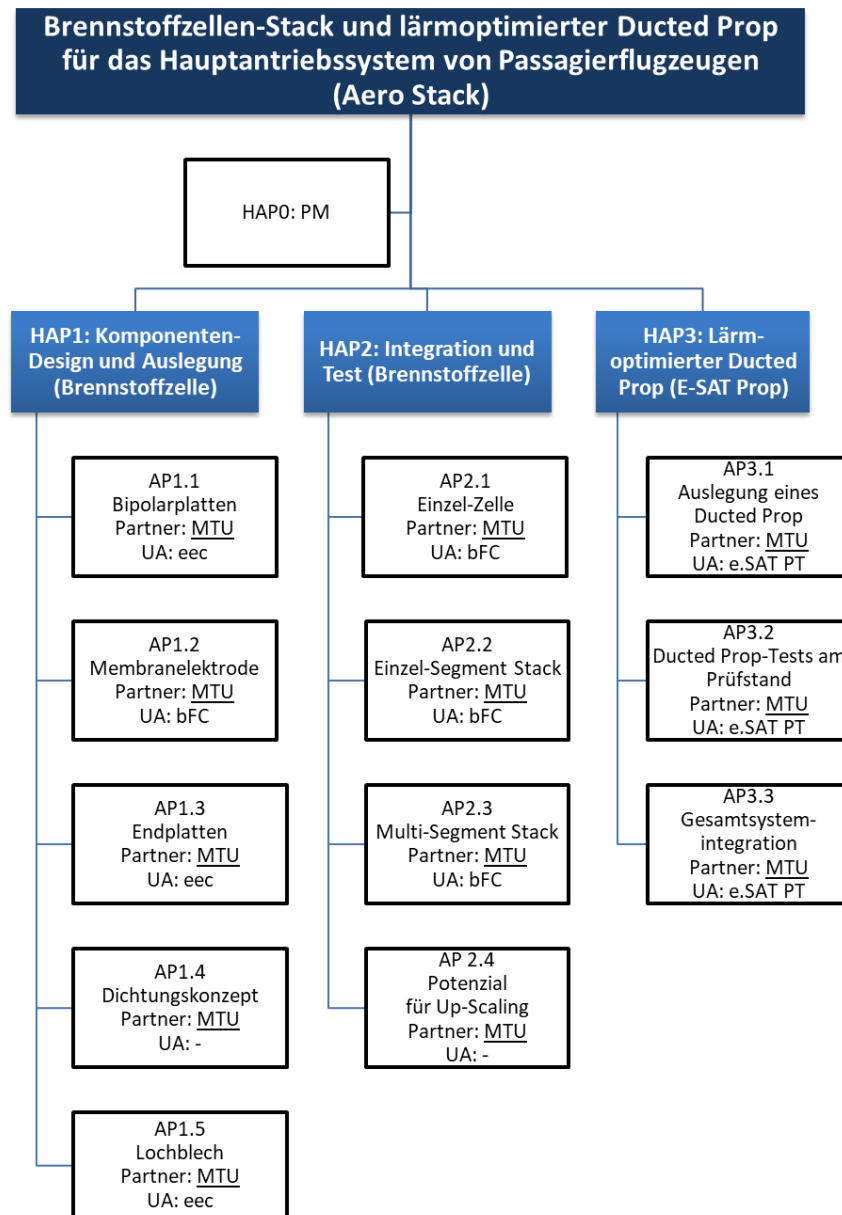 Brennstoffzellen-Stack und lärmoptimierter Ducted Prop
für das Hauptantriebssystem von Passagierflugzeugen
(Aero Stack)
HAP0: PM
HAP1: Komponenten-
Design und Auslegung
(Brennstoffzelle)
AP1.1
Bipolarplatten
Partner: MTU
UA: eec
AP1.2
Membranelektrode
Partner: MTU
UA: bFC
AP1.3
Endplatten
Partner: MTU
UA: eec
AP1.4
Dichtungskonzept
Partner: MTU
UA: -
AP1.5
Lochblech
Partner: MTU
UA: eec
HAP2: Integration und
Test (Brennstoffzelle)
AP2.1
Einzel-Zelle
Partner: MTU
UA: bFC
AP2.2
Einzel-Segment Stack
Partner: MTU
UA: bFC
AP2.3
Multi-Segment Stack
Partner: MTU
UA: bFC
AP 2.4
Potenzial
für Up-Scaling
Partner: MTU
UA: -
HAP3: Lärm-
optimierter Ducted
Prop (E-SAT Prop)
AP3.1
Auslegung eines
Ducted Prop
Partner: MTU
UA: e.SAT PT
AP3.2
Ducted Prop-Tests am
Prüfstand
Partner: MTU
UA: e.SAT PT
AP3.3
Gesamtsystem-
integration
Partner: MTU
UA: e.SAT PT